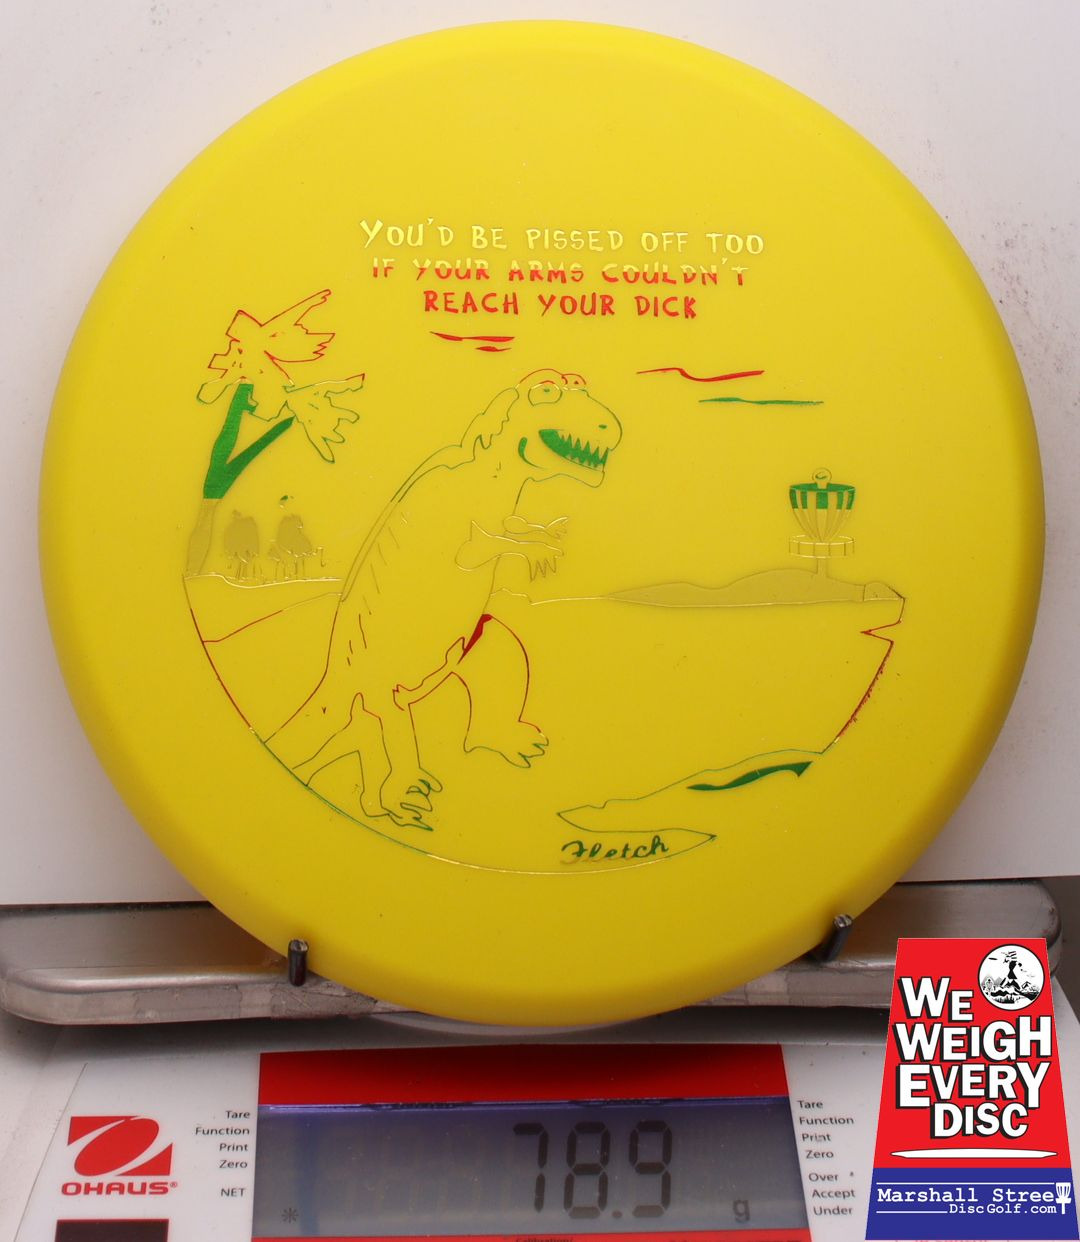 YOU'D BE PISSED OFF TOO
IF YOUR ARMS COULDN'T
REACH YOUR DICK
Fletch
WE
WEIGH
EVERY
DISC
Marshall Street
DiscGolf.com
OHAUS®
Tare
Function
Print
Zero
NET
*
78.9
g
Tare
Function
Print
Zero
Over
Accept
Under